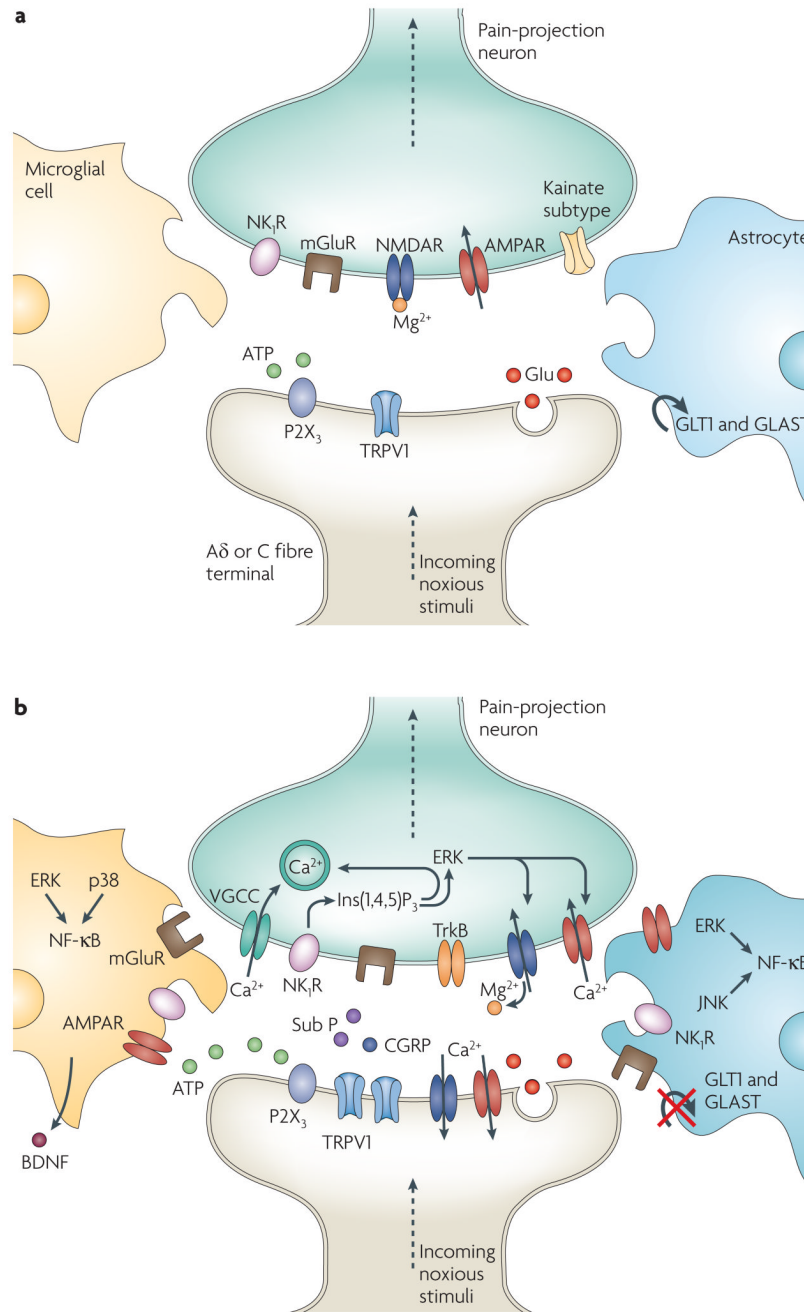 a
Pain-projection
neuron
Microglial
cell
Kainate
subtype
NK₁R
mGluR
NMDAR
AMPAR
Astrocyte
Mg²⁺
ATP
Glu
P2X₃
TRPV1
GLT1 and GLAST
Aδ or C fibre
terminal
Incoming
noxious
stimuli
b
Pain-projection
neuron
ERK
p38
NF-κB
mGluR
VGCC
Ca²⁺
Ins(1,4,5)P₃
ERK
TrkB
ERK
NF-κB
JNK
Ca²⁺
NK₁R
Mg²⁺
Ca²⁺
NK₁R
AMPAR
Sub P
CGRP
Ca²⁺
ATP
P2X₃
TRPV1
GLT1 and
GLAST
BDNF
Incoming
noxious
stimuli